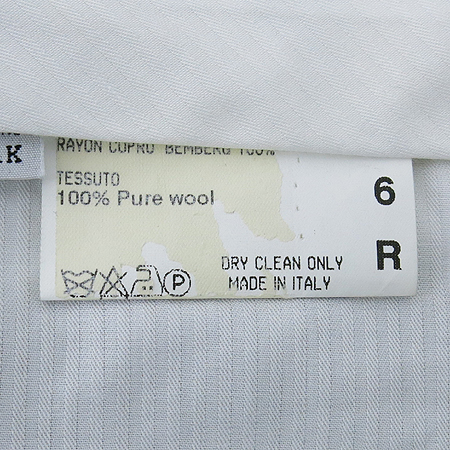 RAYON CUPRO BEMBERG 100%
TESSUTO
100% Pure wool
6
R
DRY CLEAN ONLY
MADE IN ITALY
P